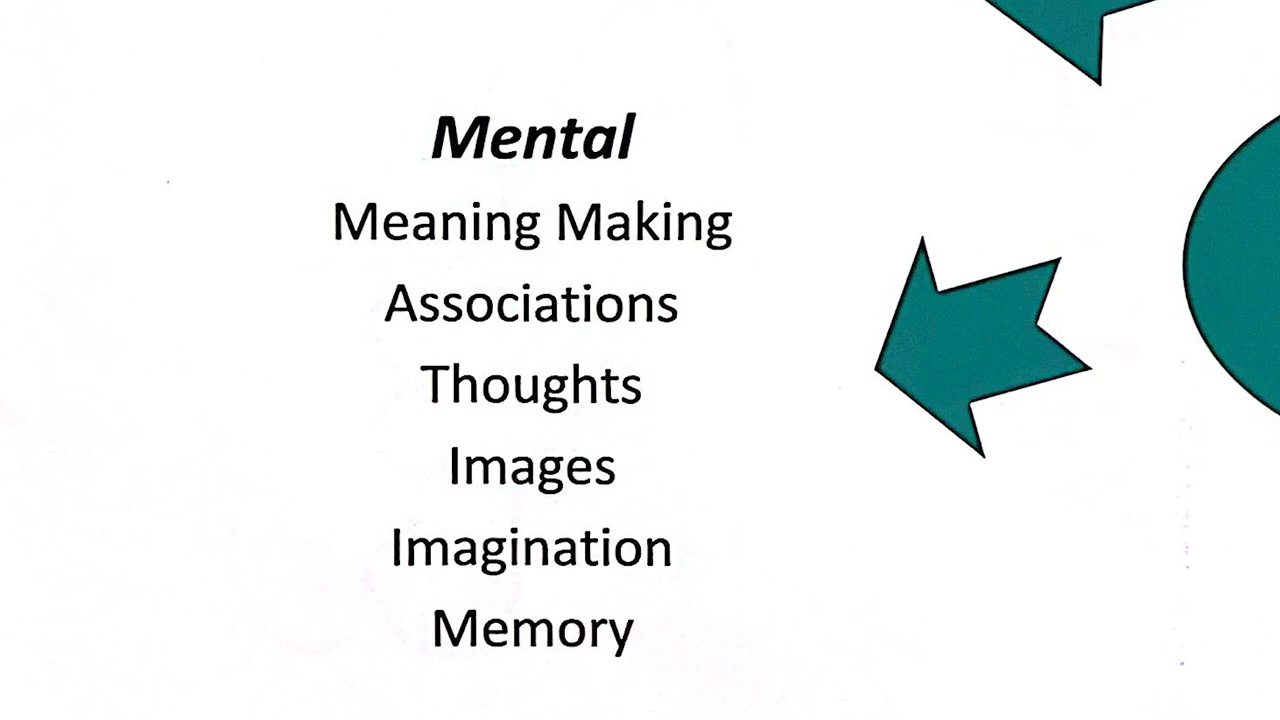 Mental
Meaning Making
Associations
Thoughts
Images
Imagination
Memory